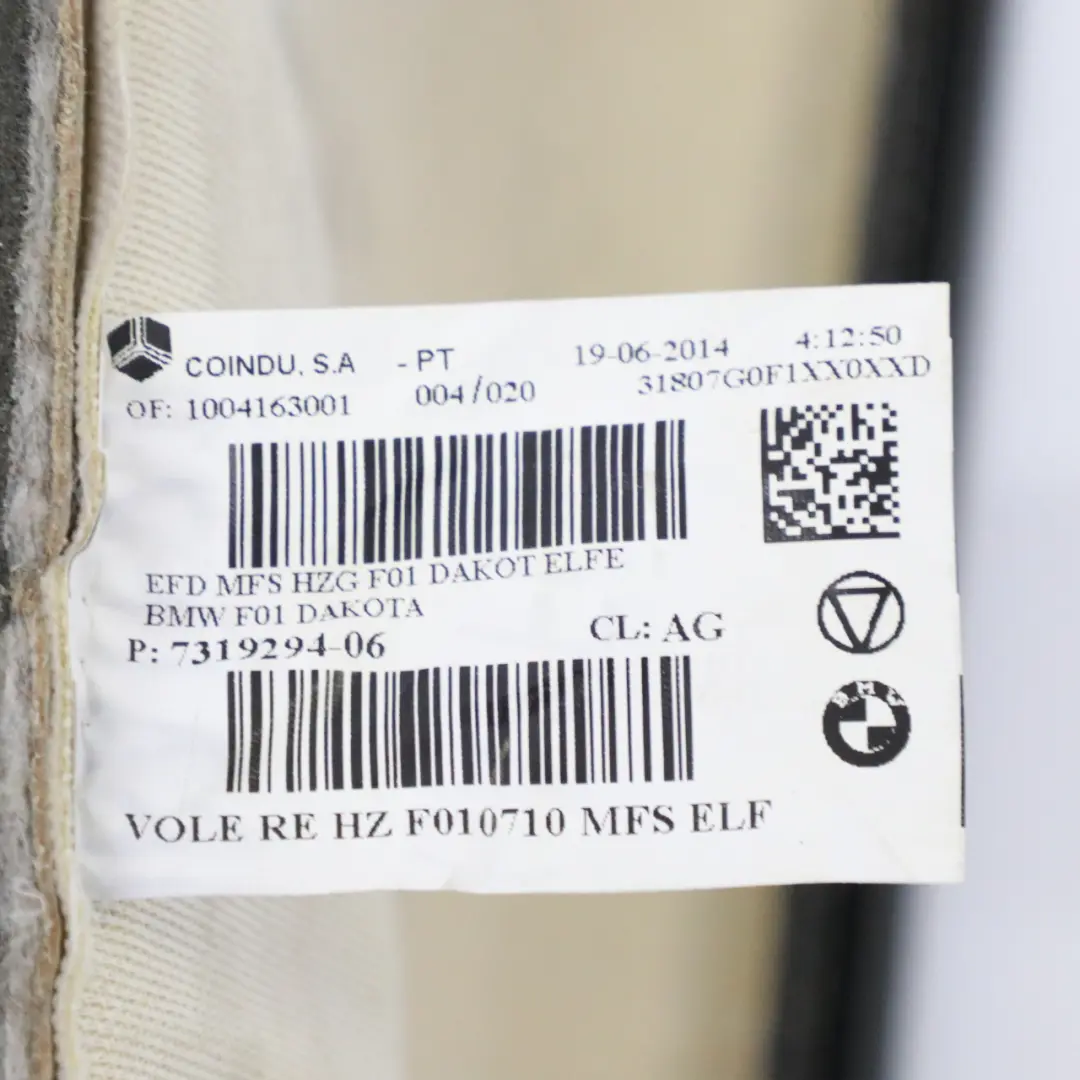 COINDU, S.A - PT 19-06-2014 4:12:50
OF: 1004163001 004/020 31807G0F1XX0XXD
EFD MFS HZG F01 DAKOT ELFE
BMW F01 DAKOTA
P: 7319294-06 CL: AG
BMW
VOLE RE HZ F010710 MFS ELF